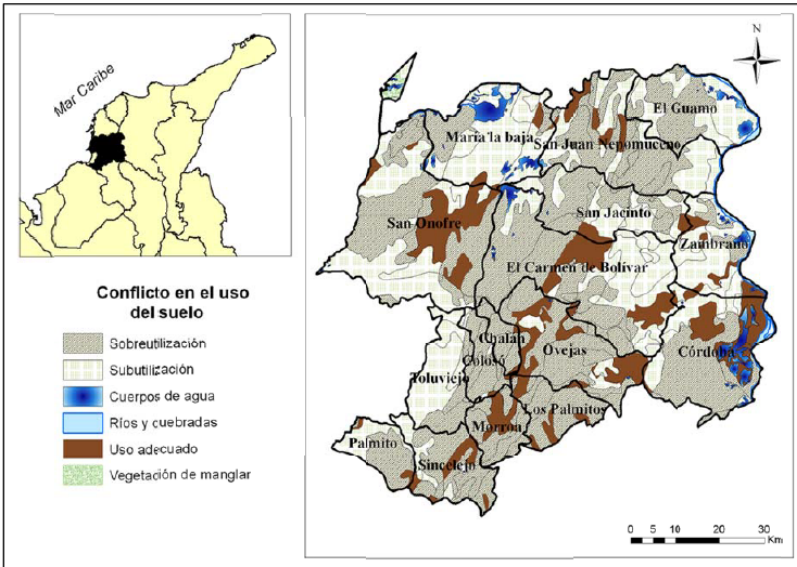 Mar Caribe
Conflicto en el uso
del suelo
Sobreutilización
Subutilización
Cuerpos de agua
Ríos y quebradas
Uso adecuado
Vegetación de manglar
N
El Guamo
María la baja
San Juan Nepomuceno
San Onofre
San Jacinto
Zambrano
El Carmen de Bolívar
Chalán
Ovejas
Córdoba
Colosó
Toluviejo
Los Palmitos
Morroa
Palmito
Sincelejo
0 5 10 20 30
Km